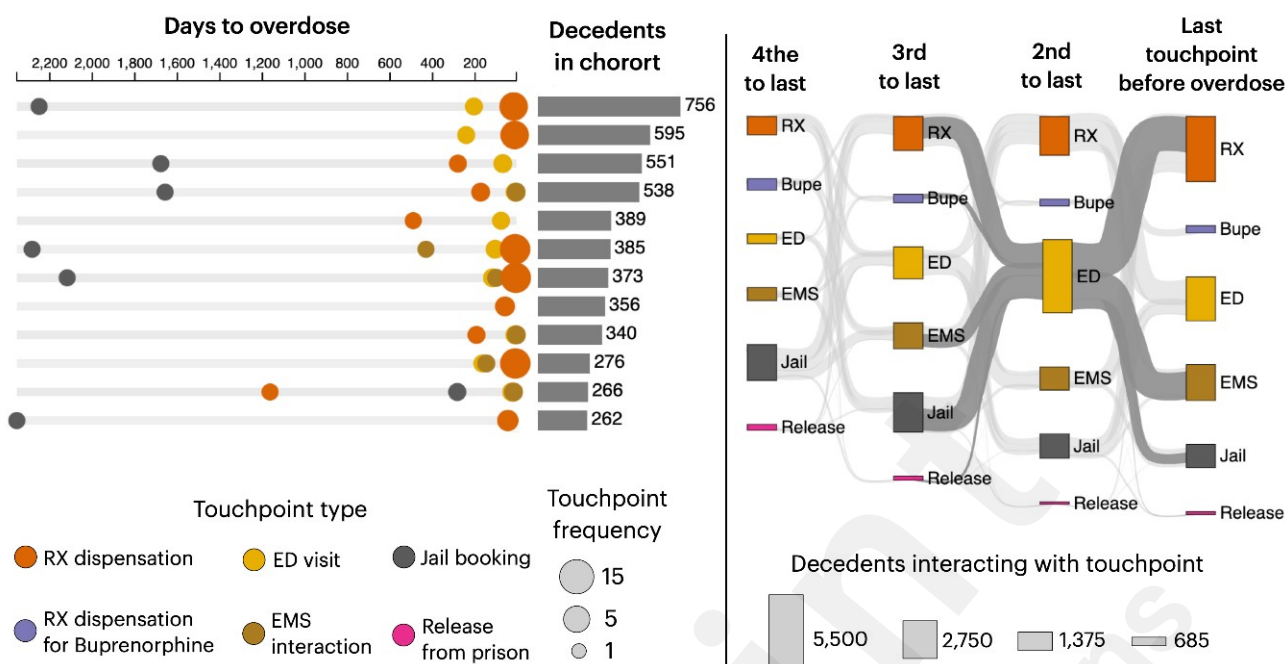 Days to overdose
2,200 2,000 1,800 1,600 1,400 1,200 1,000 800 600 400 200
Decedents
in chorort
756
595
551
538
389
385
373
356
340
276
266
262
Touchpoint type
RX dispensation
ED visit
Jail booking
RX dispensation
for Buprenorphine
EMS
interaction
Release
from prison
Touchpoint
frequency
15
5
1
4the
to last
3rd
to last
2nd
to last
Last
touchpoint
before overdose
RX
Bupe
ED
EMS
Jail
Release
RX
Bupe
ED
EMS
Jail
Release
RX
Bupe
ED
EMS
Jail
Release
RX
Bupe
ED
EMS
Jail
Release
Decedents interacting with touchpoint
5,500
2,750
1,375
685